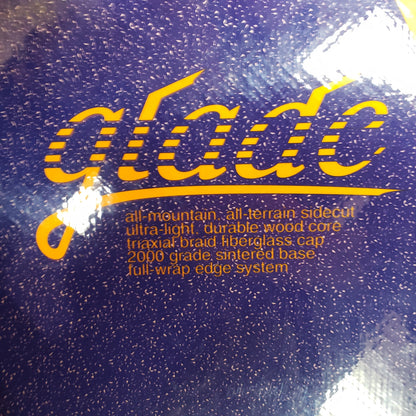 glade
all-mountain, all-terrain sidecut
ultra-light, durable wood core
triaxial braid fiberglass cap
2000 grade sintered base
full-wrap edge system